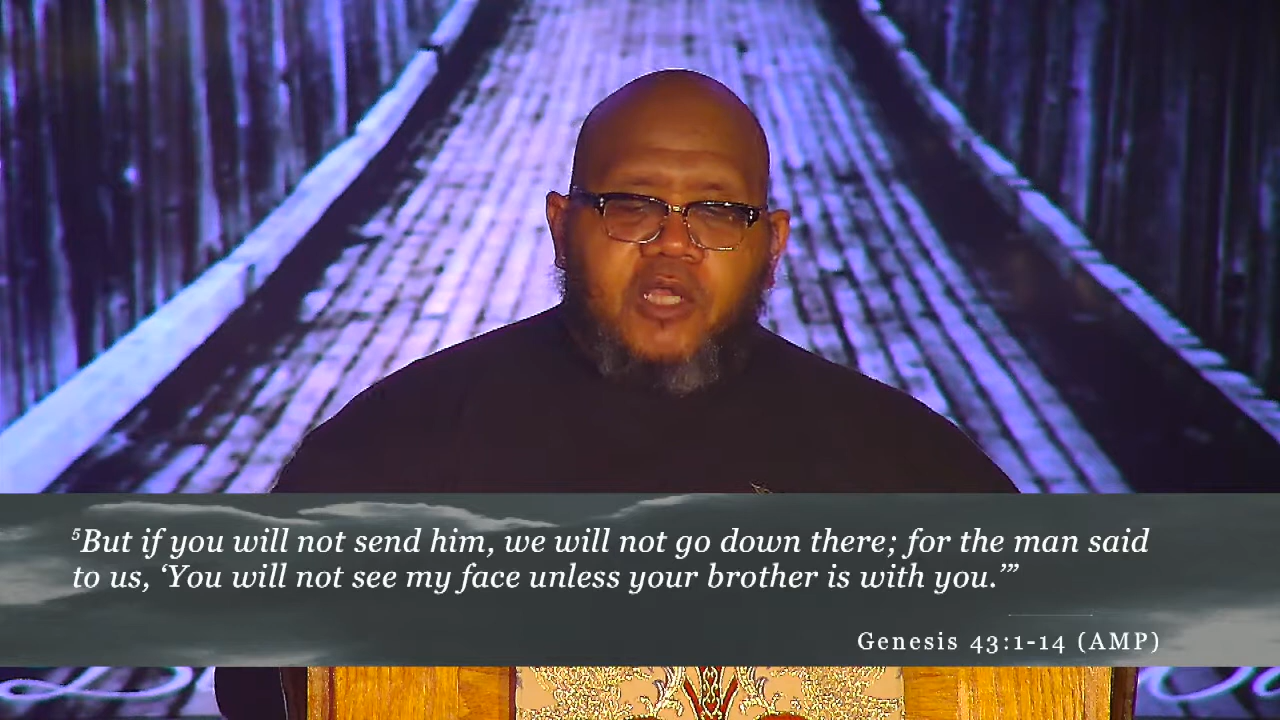 ⁵But if you will not send him, we will not go down there; for the man said
to us, ‘You will not see my face unless your brother is with you.’”
Genesis 43:1-14 (AMP)